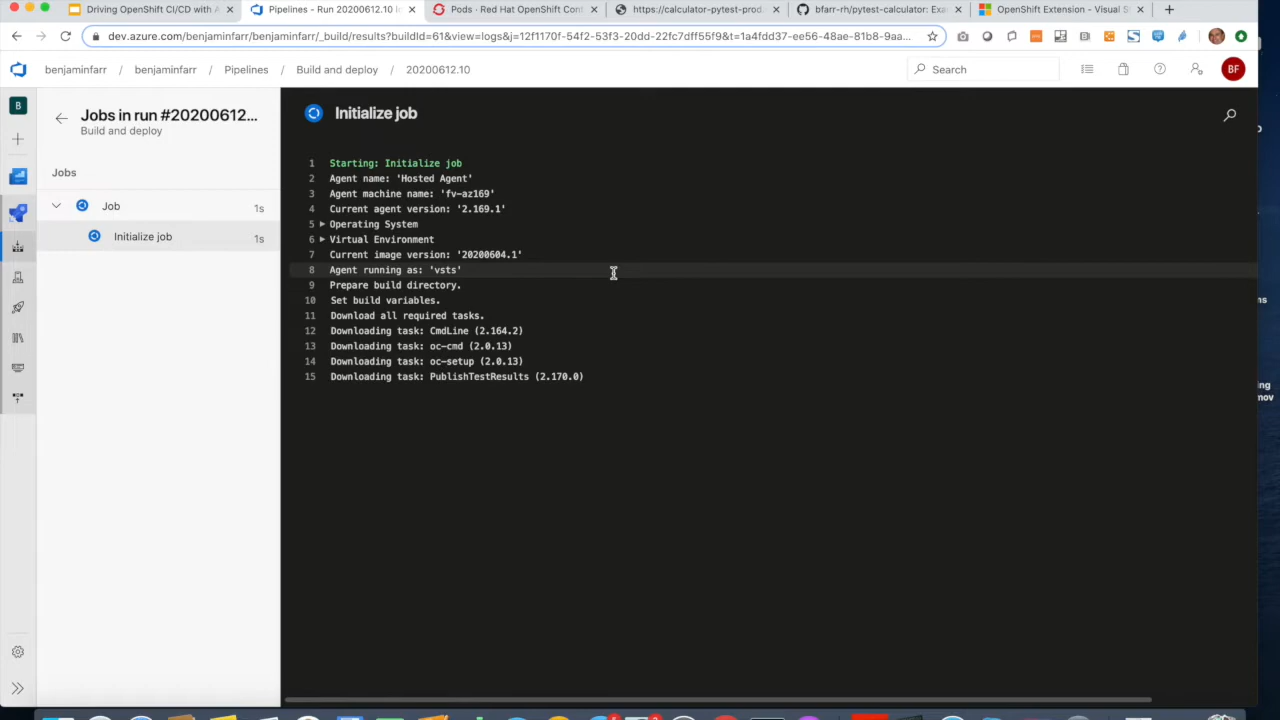 Driving OpenShift CI/CD with A
Pipelines - Run 20200612.10 lo
Pods · Red Hat OpenShift Cont
https://calculator-pytest-prod.
bfarr-rh/pytest-calculator: Exa
OpenShift Extension - Visual S
dev.azure.com/benjaminfarr/benjaminfarr/_build/results?buildId=61&view=logs&j=12f1170f-54f2-53f3-20dd-22fc7dff55f9&t=1a4fdd37-ee56-48ae-81b8-9aa...
benjaminfarr / benjaminfarr / Pipelines / Build and deploy / 20200612.10
Search
BF
B
Jobs in run #20200612...
Build and deploy
Jobs
Job 1s
Initialize job 1s
Initialize job
1 Starting: Initialize job
2 Agent name: 'Hosted Agent'
3 Agent machine name: 'fv-az169'
4 Current agent version: '2.169.1'
5 Operating System
6 Virtual Environment
7 Current image version: '20200604.1'
8 Agent running as: 'vsts'
9 Prepare build directory.
10 Set build variables.
11 Download all required tasks.
12 Downloading task: CmdLine (2.164.2)
13 Downloading task: oc-cmd (2.0.13)
14 Downloading task: oc-setup (2.0.13)
15 Downloading task: PublishTestResults (2.170.0)